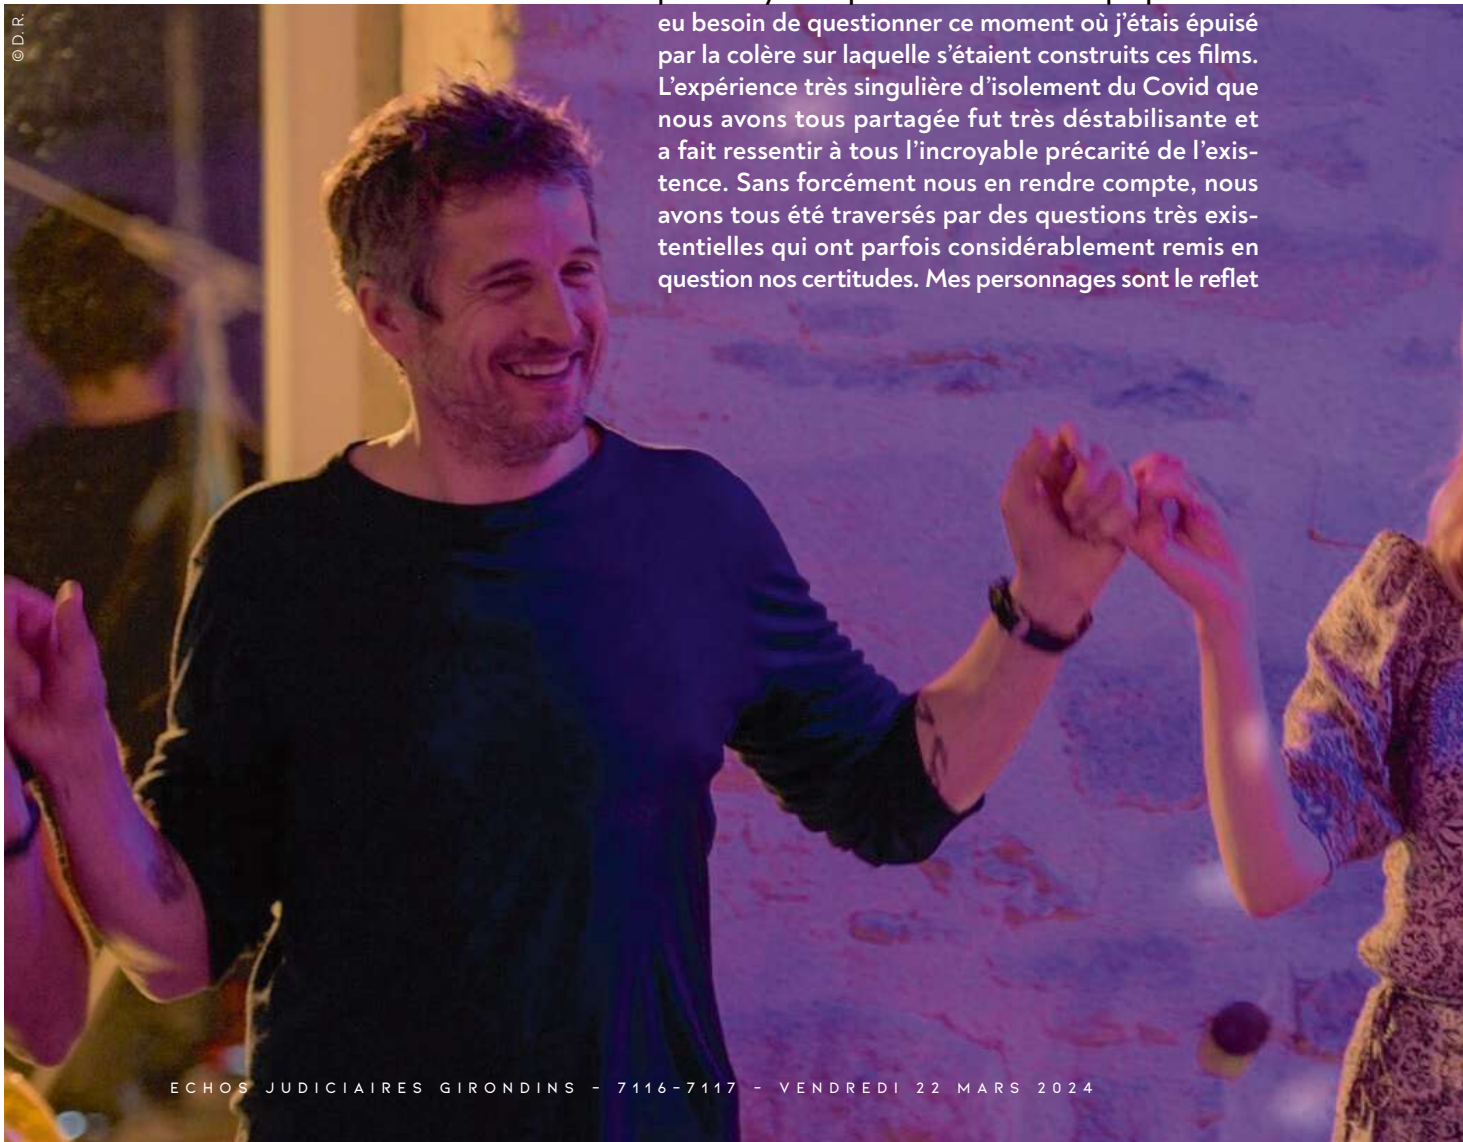 © D. R.
eu besoin de questionner ce moment où j’étais épuisé
par la colère sur laquelle s’étaient construits ces films.
L’expérience très singulière d’isolement du Covid que
nous avons tous partagée fut très déstabilisante et
a fait ressentir à tous l’incroyable précarité de l’exis-
tence. Sans forcément nous en rendre compte, nous
avons tous été traversés par des questions très exis-
tentielles qui ont parfois considérablement remis en
question nos certitudes. Mes personnages sont le reflet
ECHOS JUDICIAIRES GIRONDINS - 7116-7117 - VENDREDI 22 MARS 2024